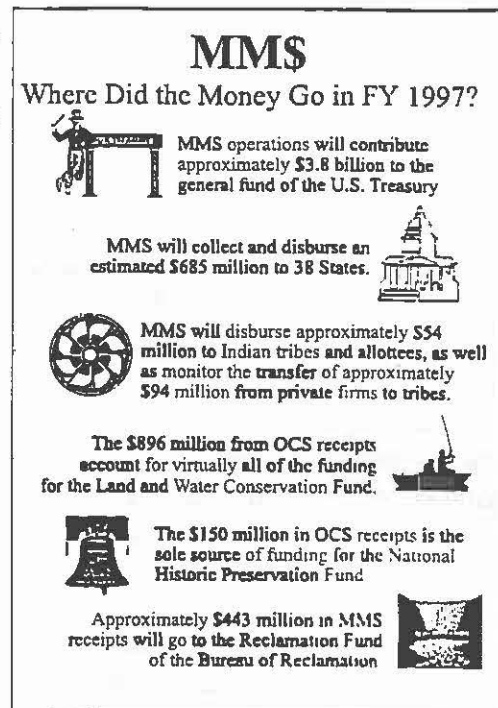 MM$
Where Did the Money Go in FY 1997?
MMS operations will contribute
approximately $3.8 billion to the
general fund of the U.S. Treasury
MMS will collect and disburse an
estimated $685 million to 38 States.
MMS will disburse approximately $54
million to Indian tribes and allottees, as well
as monitor the transfer of approximately
$94 million from private firms to tribes.
The $896 million from OCS receipts
account for virtually all of the funding
for the Land and Water Conservation Fund.
The $150 million in OCS receipts is the
sole source of funding for the National
Historic Preservation Fund
Approximately $443 million in MMS
receipts will go to the Reclamation Fund
of the Bureau of Reclamation